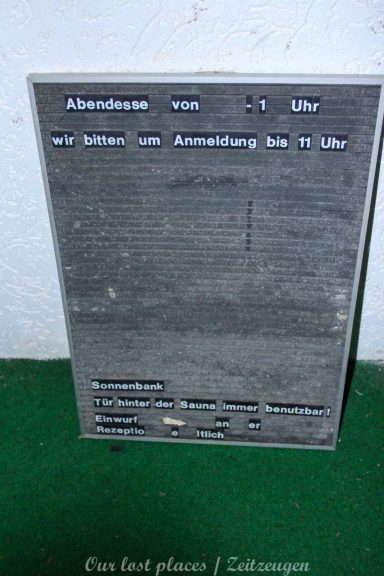 Abendesse von - 1 Uhr
wir bitten um Anmeldung bis 11 Uhr
Sonnenbank
Tür hinter der Sauna immer benutzbar!
Einwurf an er
Rezeptio e ltlich
Our lost places | Zeitzeugen